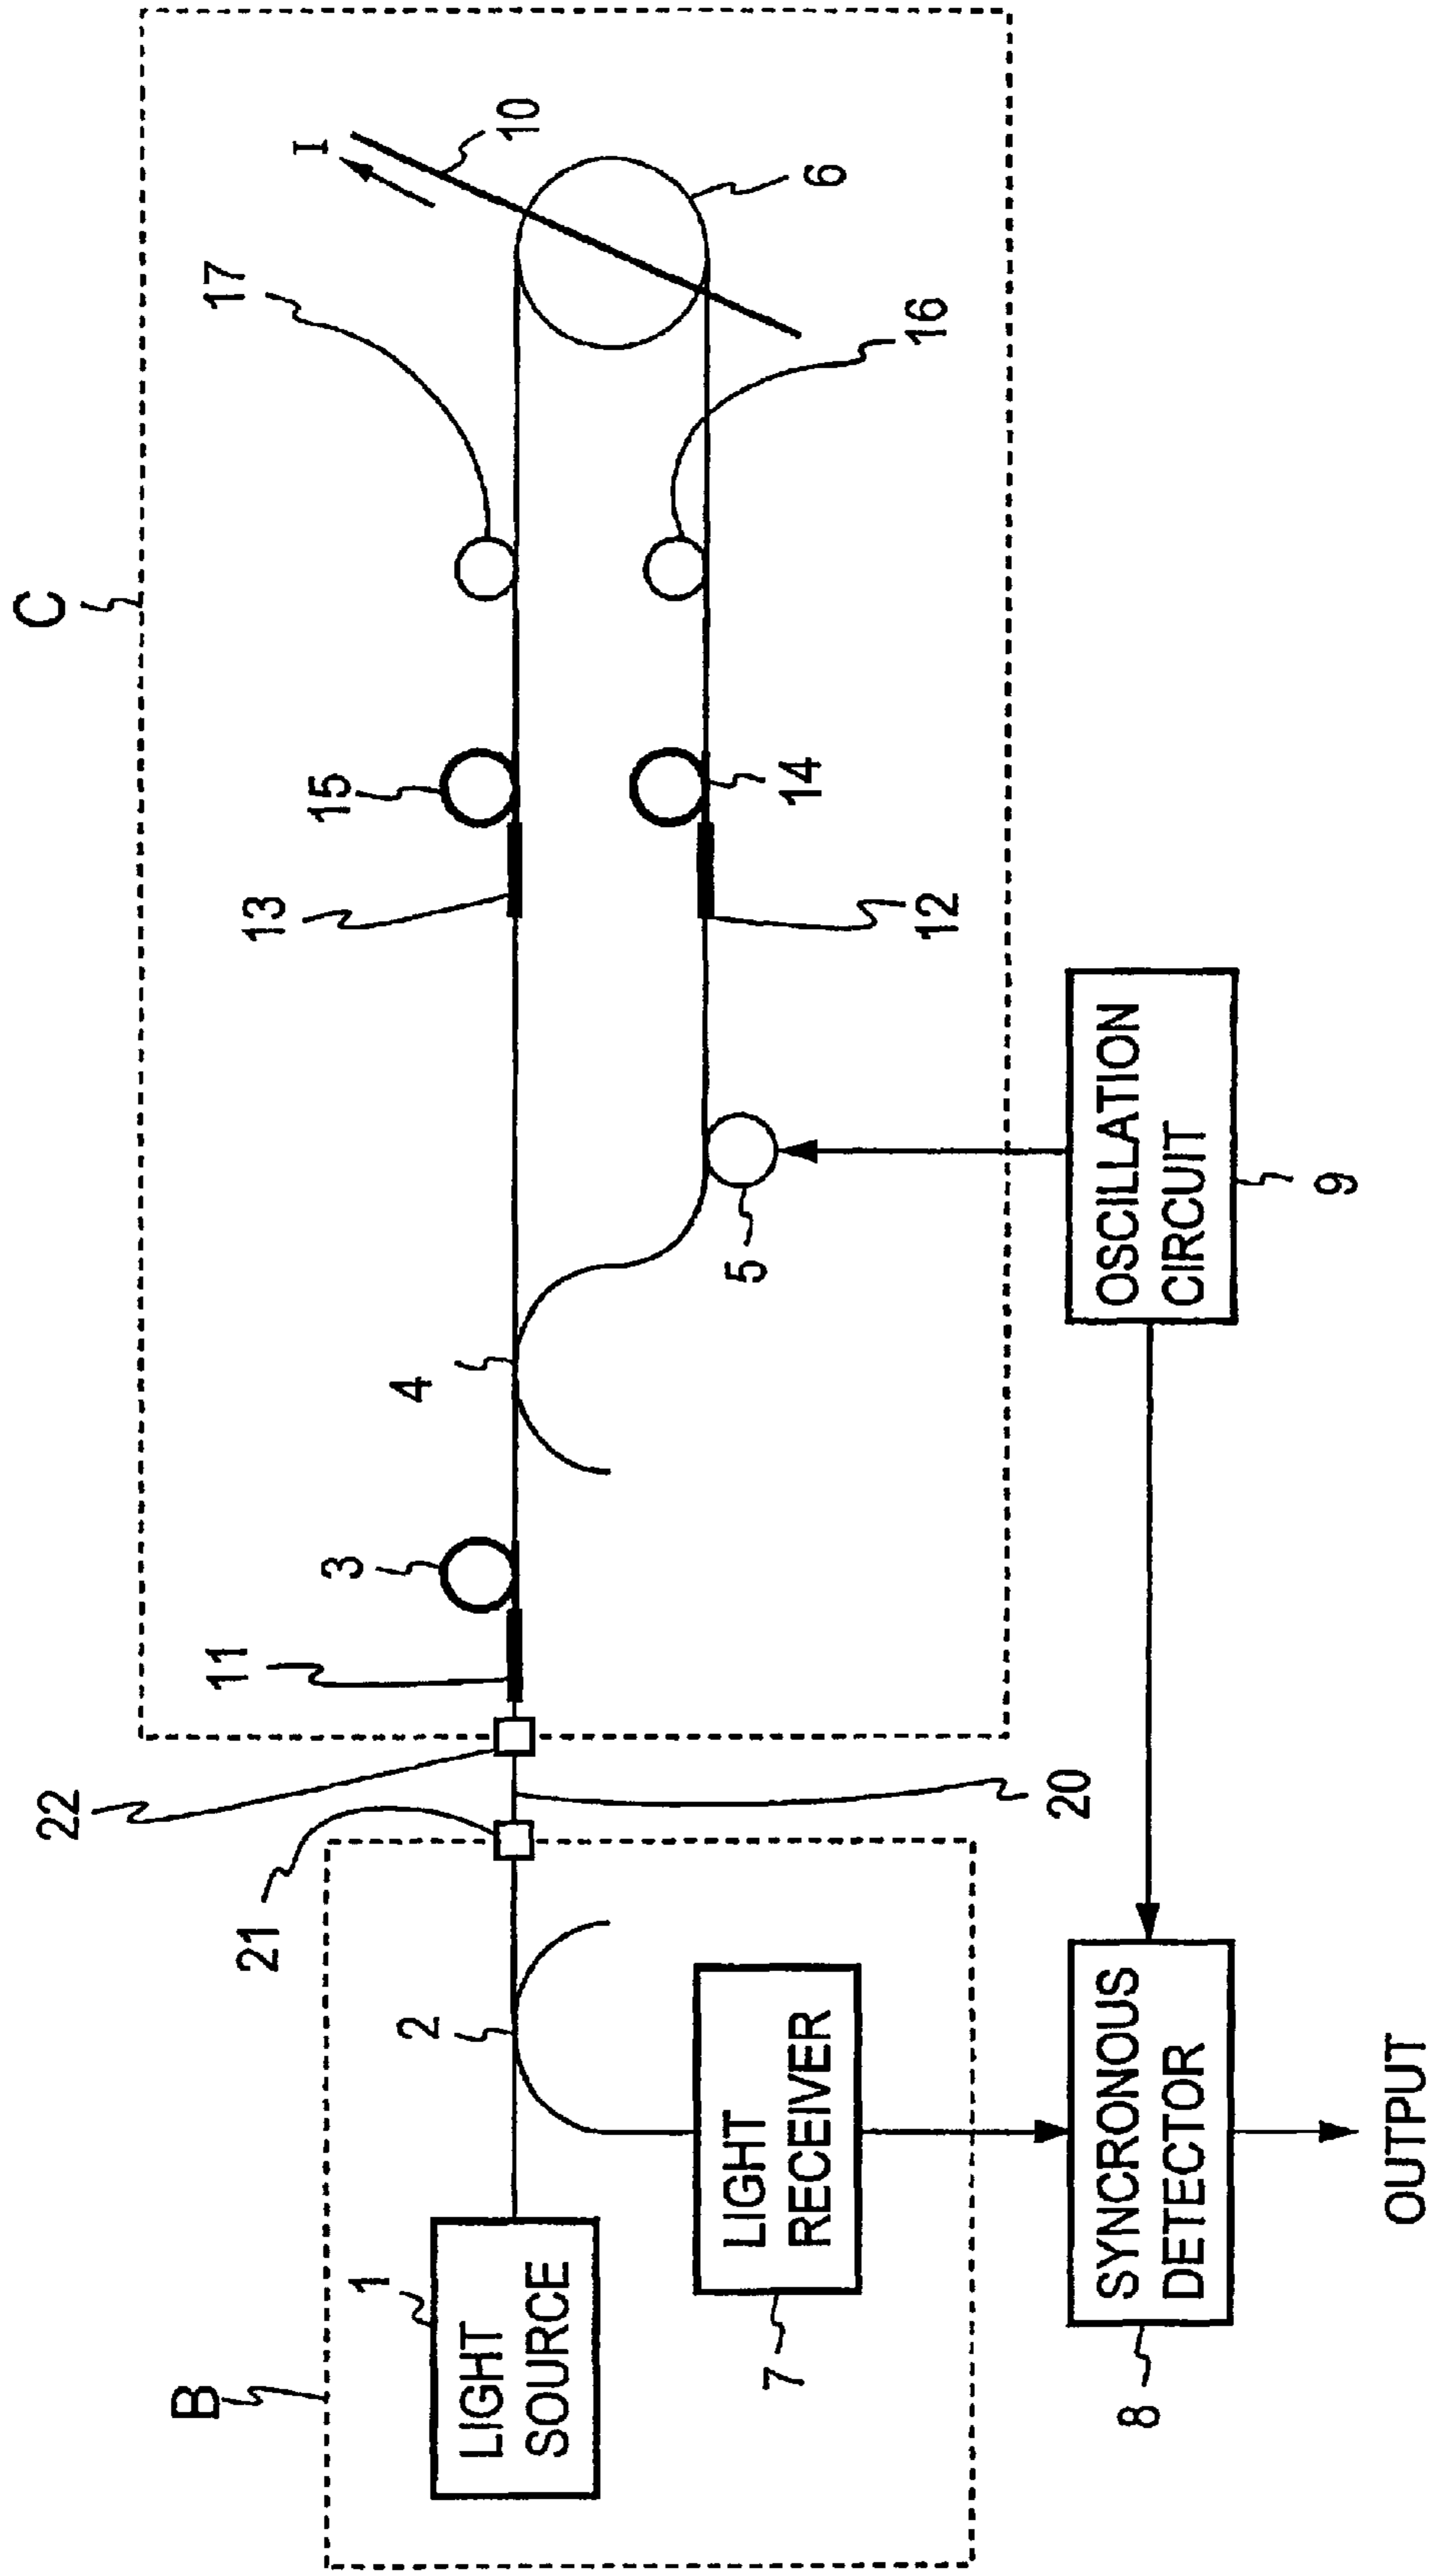 C
I
10
17
6
16
15
14
13
12
4
5
3
11
OSCILLATION
CIRCUIT
9
22
21
20
B
1
LIGHT
SOURCE
2
LIGHT
RECEIVER
7
SYNCRONOUS
DETECTOR
8
OUTPUT